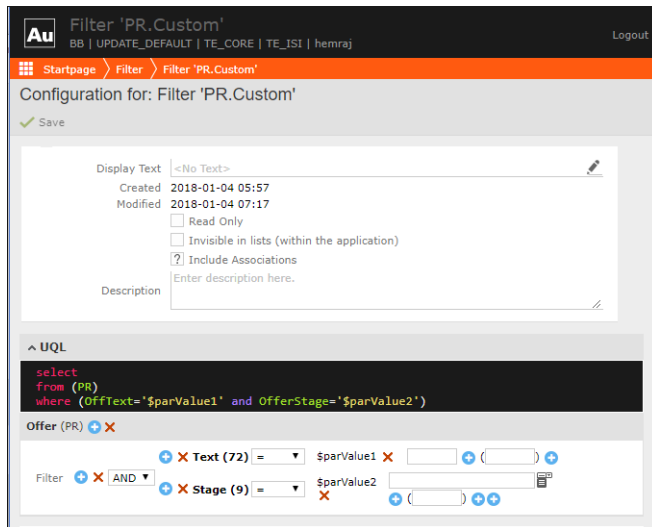 Au
Filter 'PR.Custom'
BB | UPDATE_DEFAULT | TE_CORE | TE_ISI | hemraj
Logout
Startpage Filter Filter 'PR.Custom'
Configuration for: Filter 'PR.Custom'
Save
Display Text <No Text>
Created 2018-01-04 05:57
Modified 2018-01-04 07:17
Read Only
Invisible in lists (within the application)
? Include Associations
Description Enter description here.
UQL
select
from (PR)
where (OffText='$parValue1' and OfferStage='$parValue2')
Offer (PR)
Filter AND
Text (72) = $parValue1 ( )
Stage (9) = $parValue2
( )